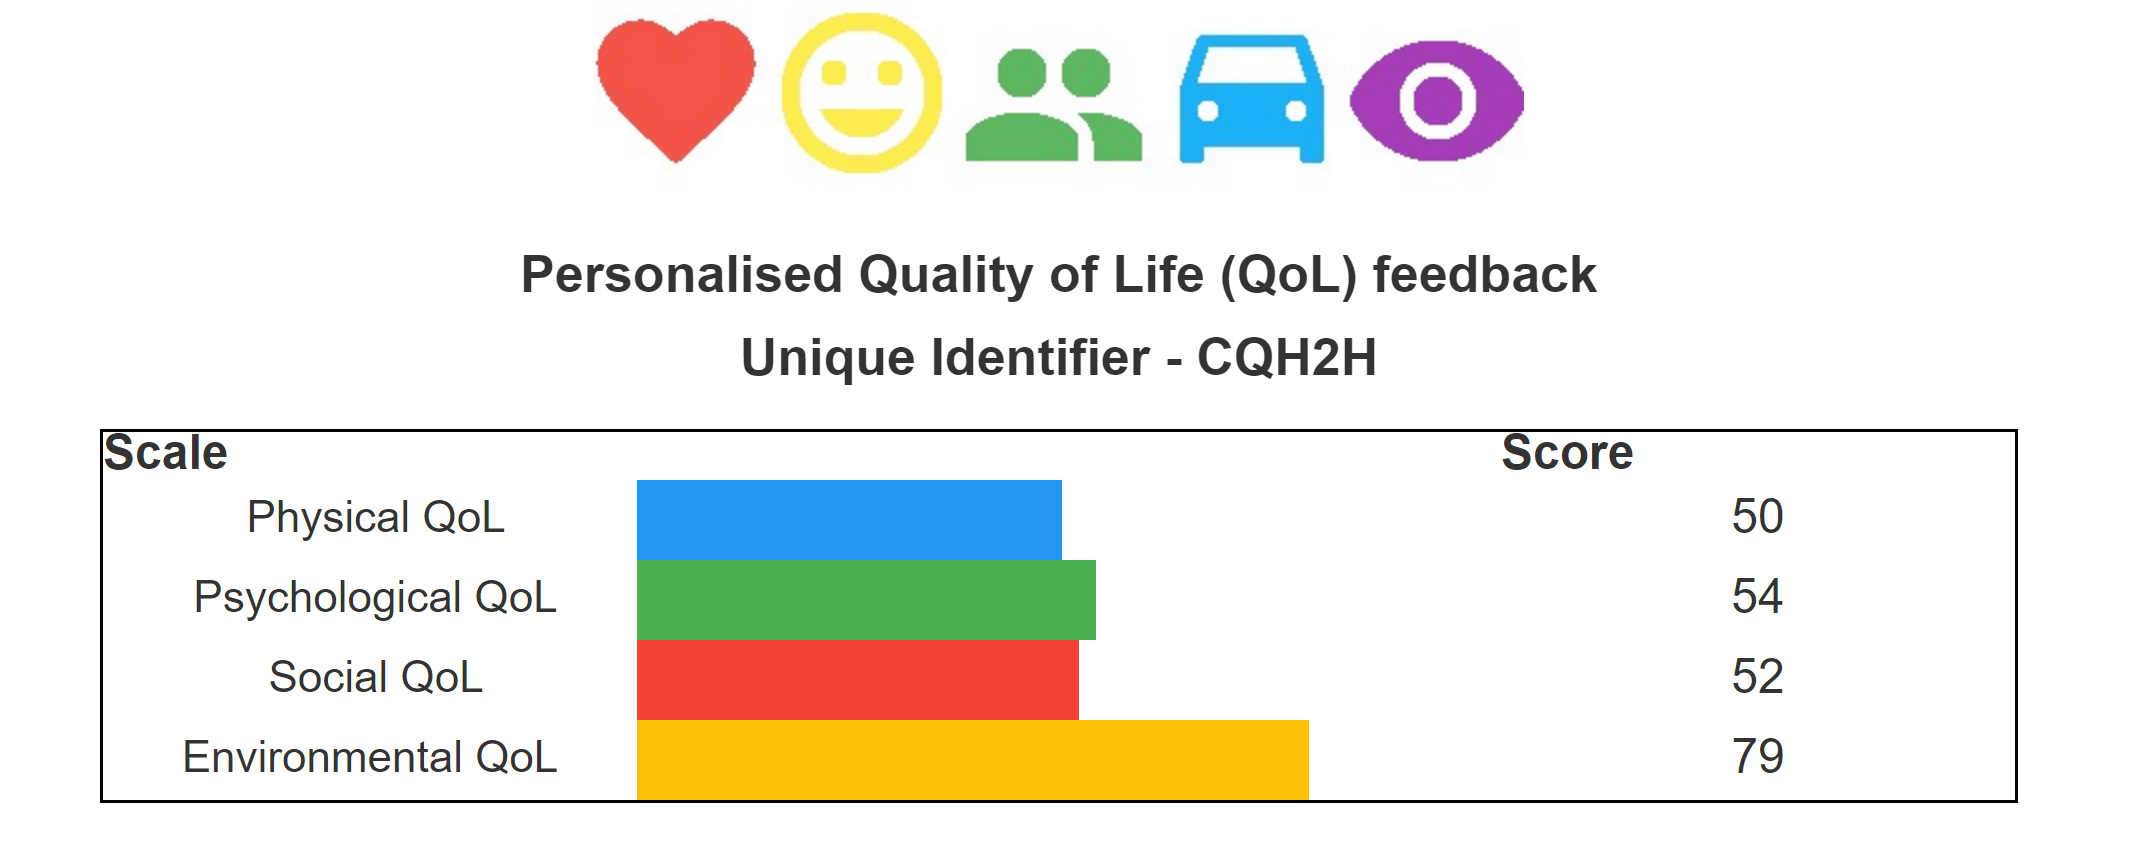 Personalised Quality of Life (QoL) feedback
Unique Identifier - CQH2H
Scale Score
Physical QoL 50
Psychological QoL 54
Social QoL 52
Environmental QoL 79